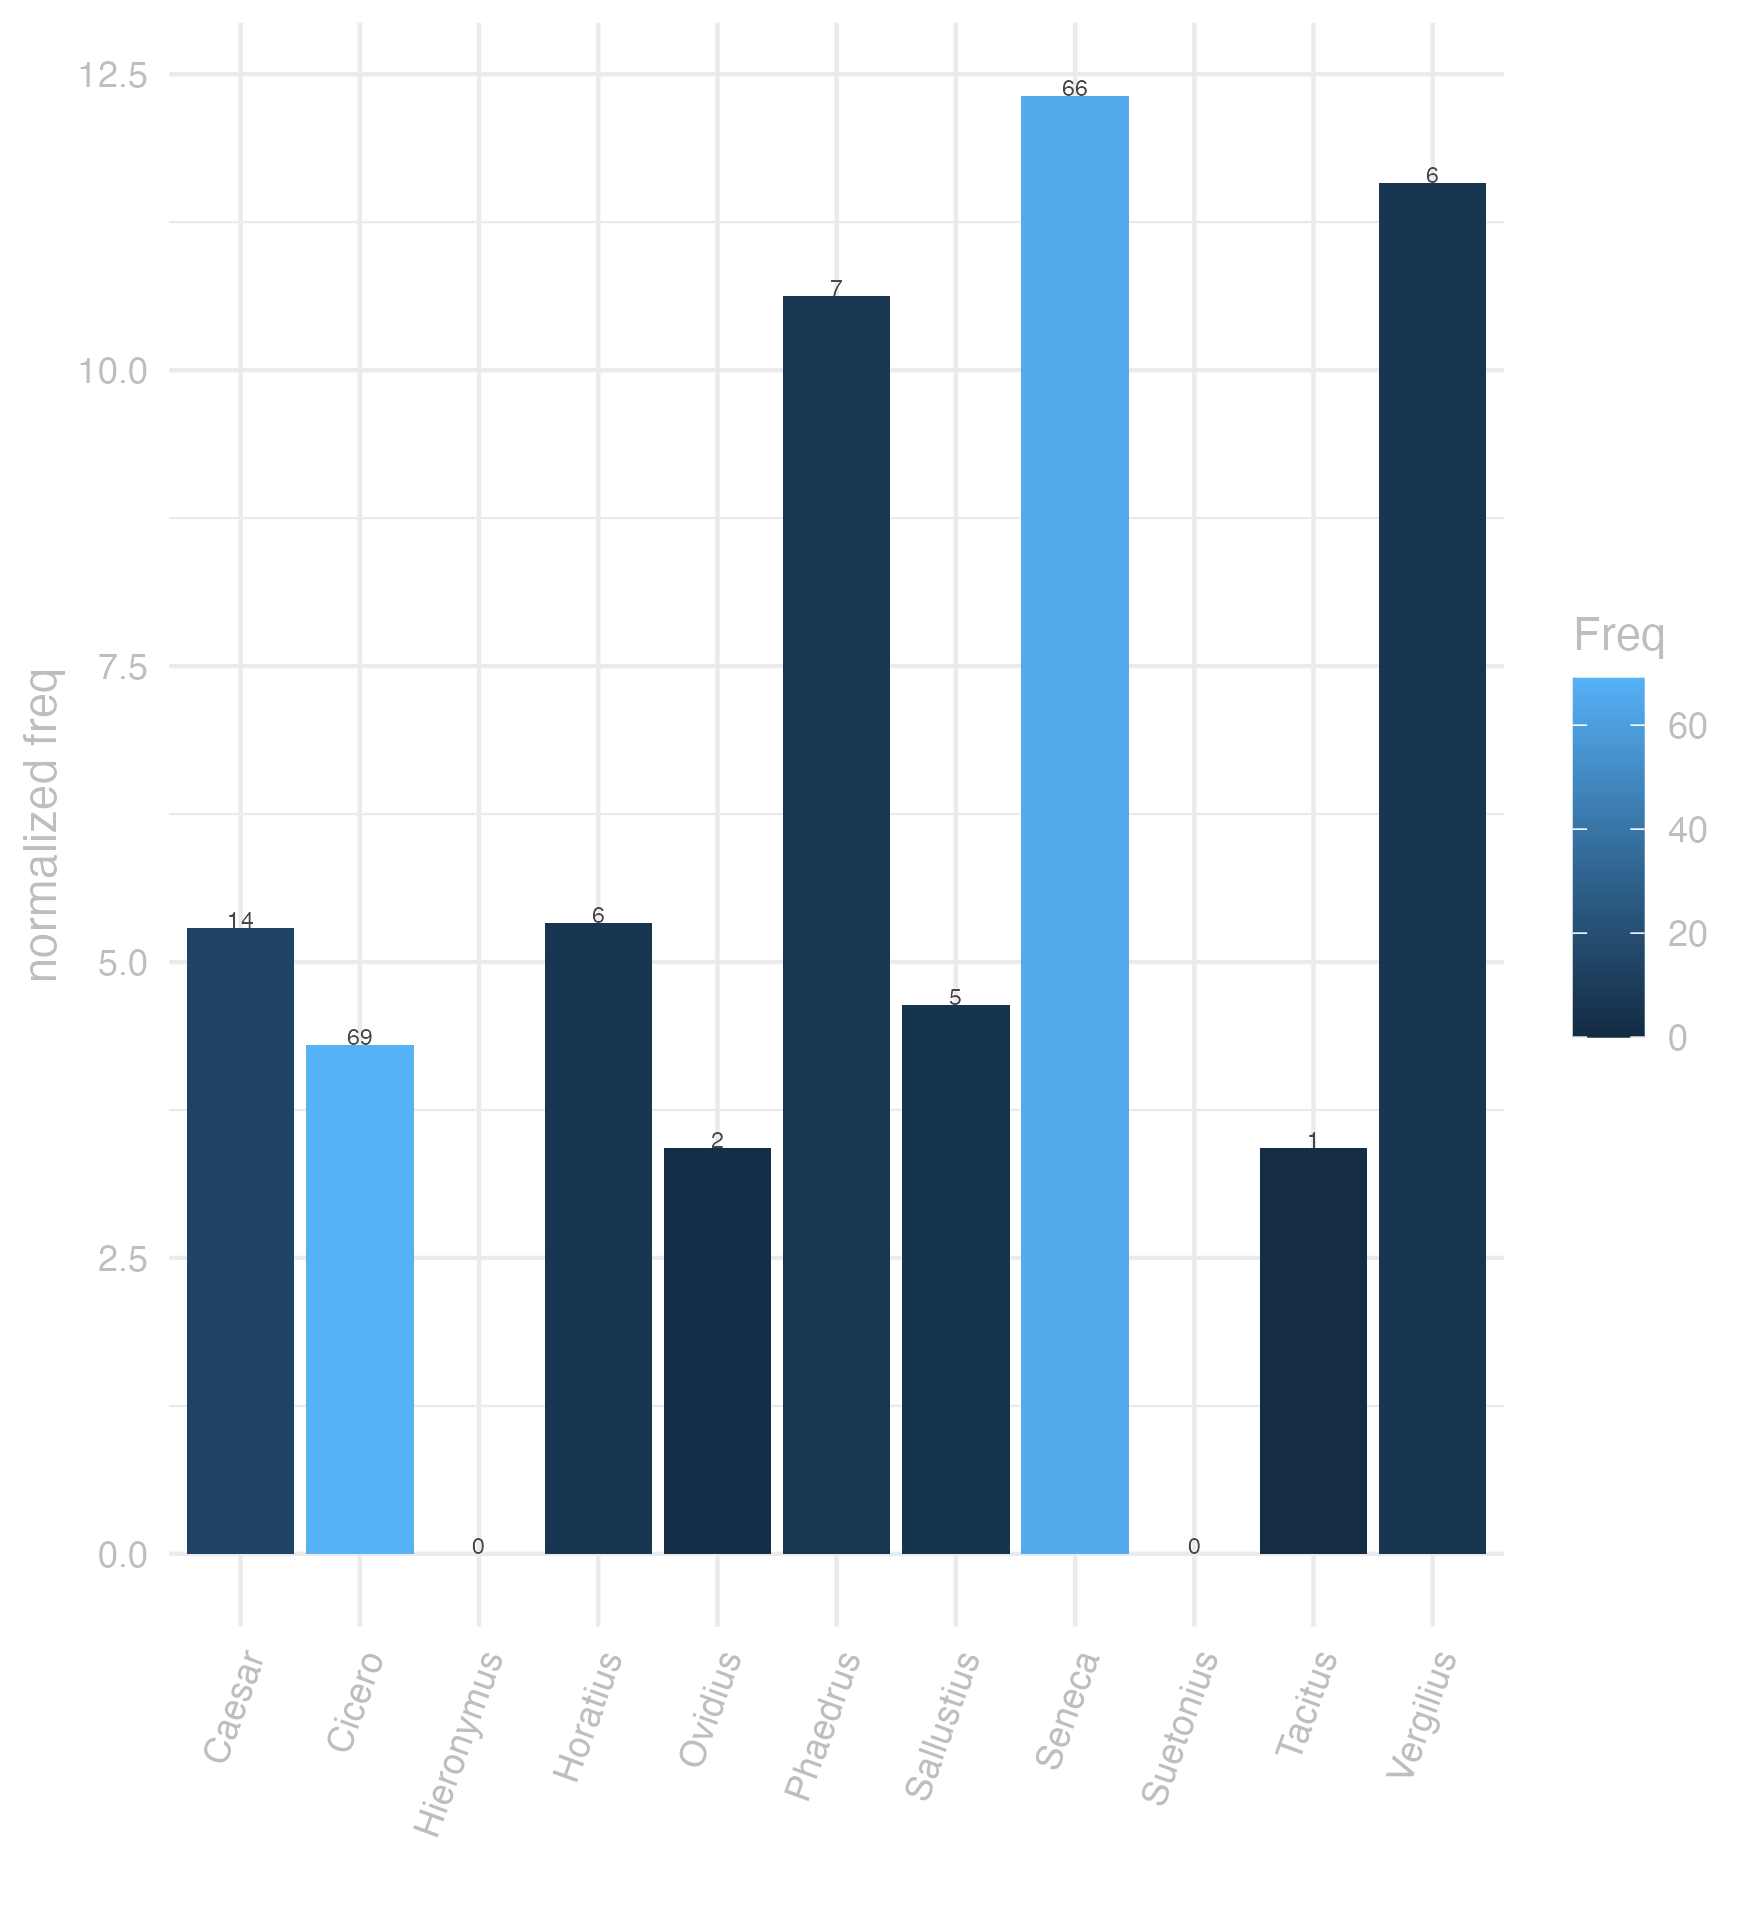 normalized freq
12.5
10.0
7.5
5.0
2.5
0.0
14
69
0
6
2
7
5
66
0
1
6
Caesar
Cicero
Hieronymus
Horatius
Ovidius
Phaedrus
Sallustius
Seneca
Suetonius
Tacitus
Vergilius
Freq
60
40
20
0